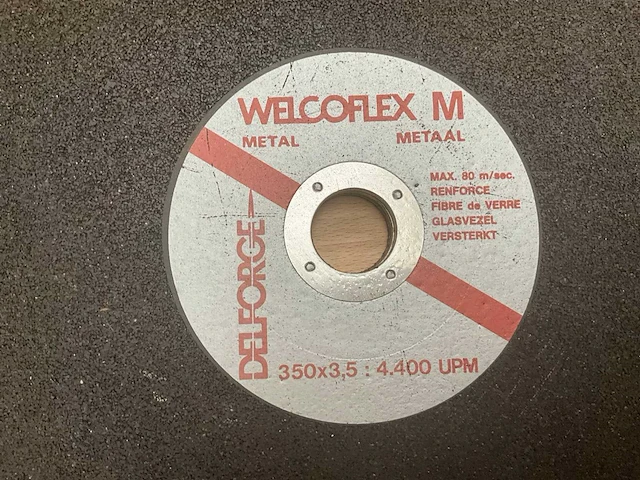 WELCOFLEX M
METAL METAAL
MAX. 80 m/sec.
RENFORCE
FIBRE de VERRE
GLASVEZEL
VERSTERKT
DELFORGE
350x3,5 : 4.400 UPM